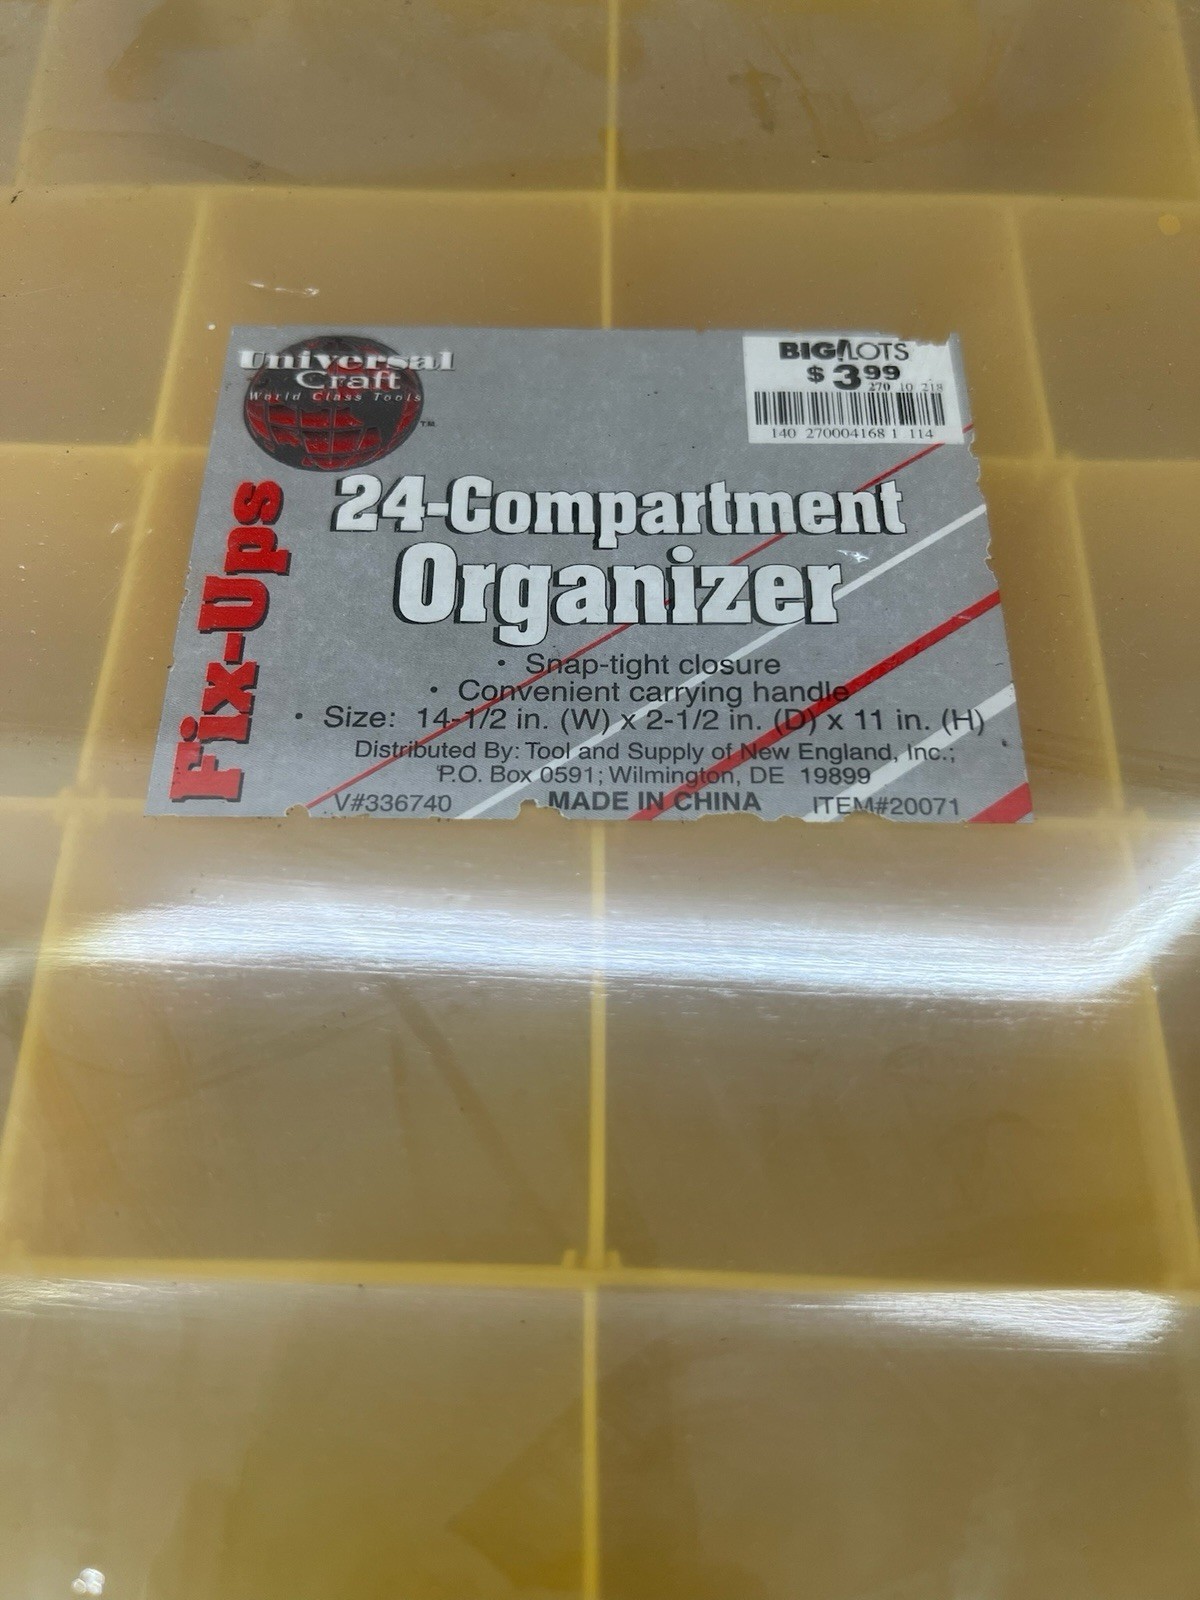 Universal
Craft
World Class Tools
TM
BIG LOTS
$3.99
270 10 218
140 270004168 1 114
Fix-Ups
24-Compartment
Organizer
• Snap-tight closure
• Convenient carrying handle
• Size: 14-1/2 in. (W) x 2-1/2 in. (D) x 11 in. (H)
Distributed By: Tool and Supply of New England, Inc.;
P.O. Box 0591; Wilmington, DE 19899
V#336740 MADE IN CHINA ITEM#20071